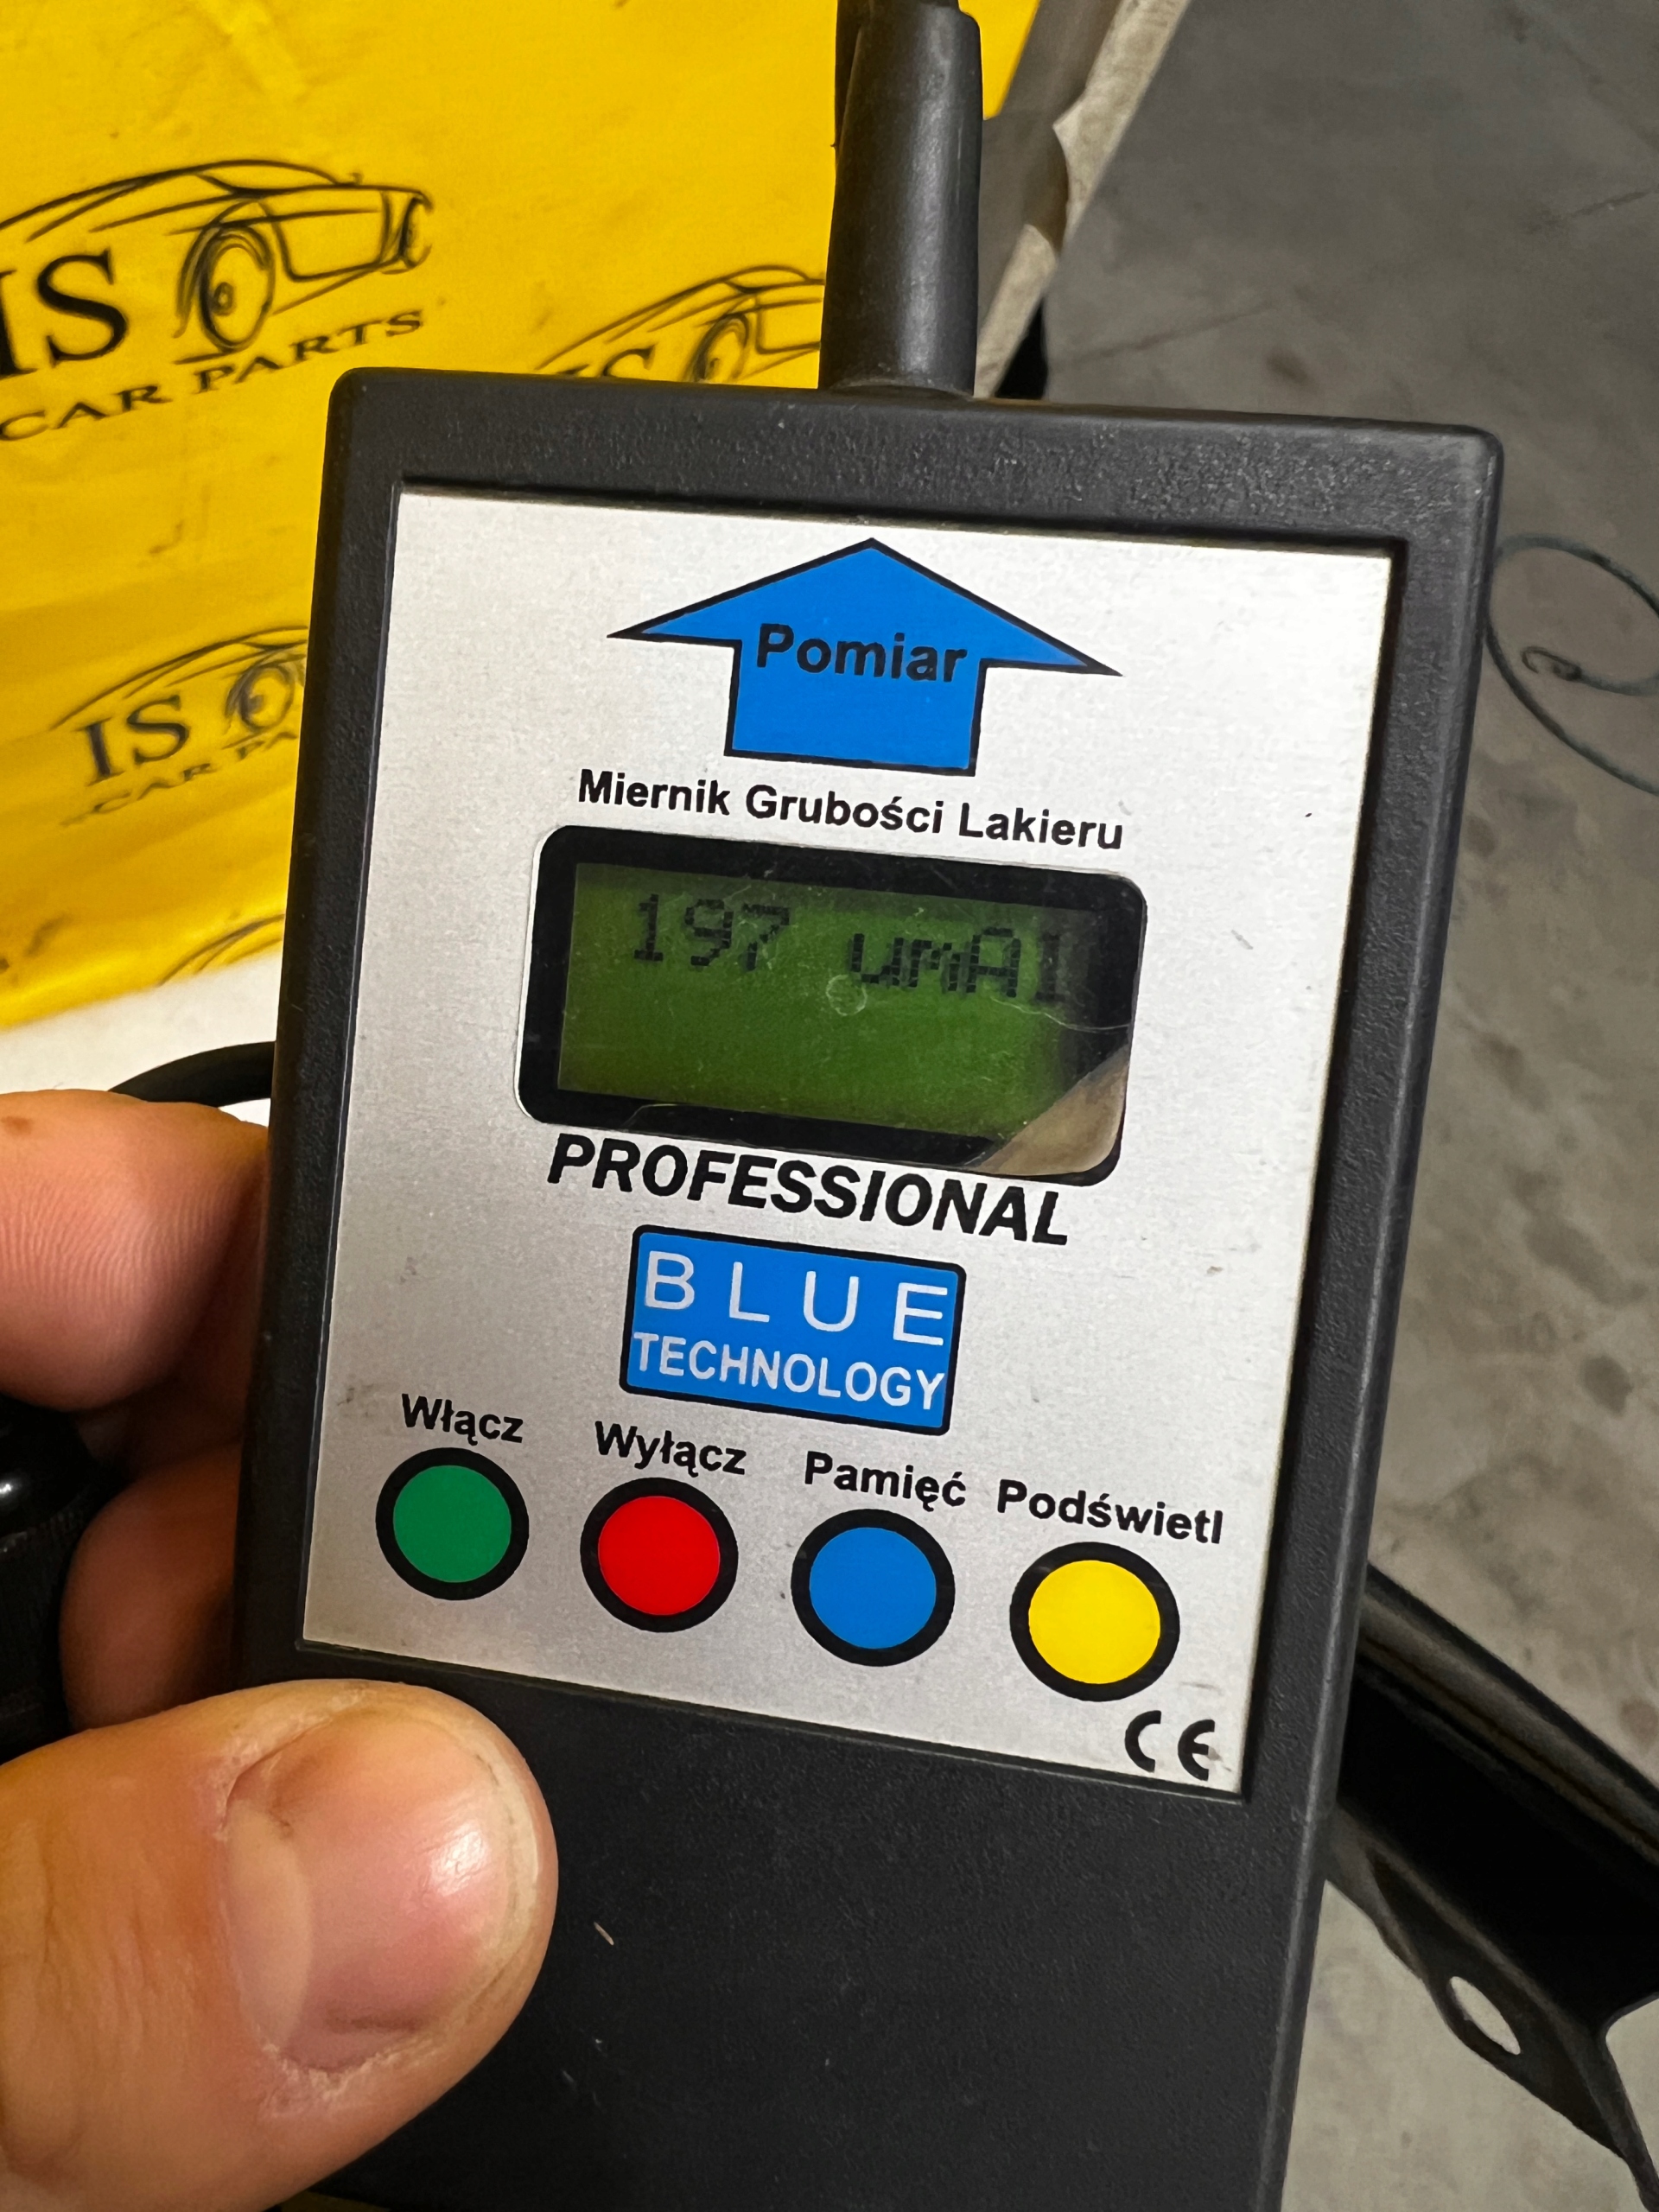 IS
CAR PARTS
IS
CAR PA
Pomiar
Miernik Grubości Lakieru
197 umAl
PROFESSIONAL
BLUE
TECHNOLOGY
Włącz Wyłącz Pamięć Podświetl
CE